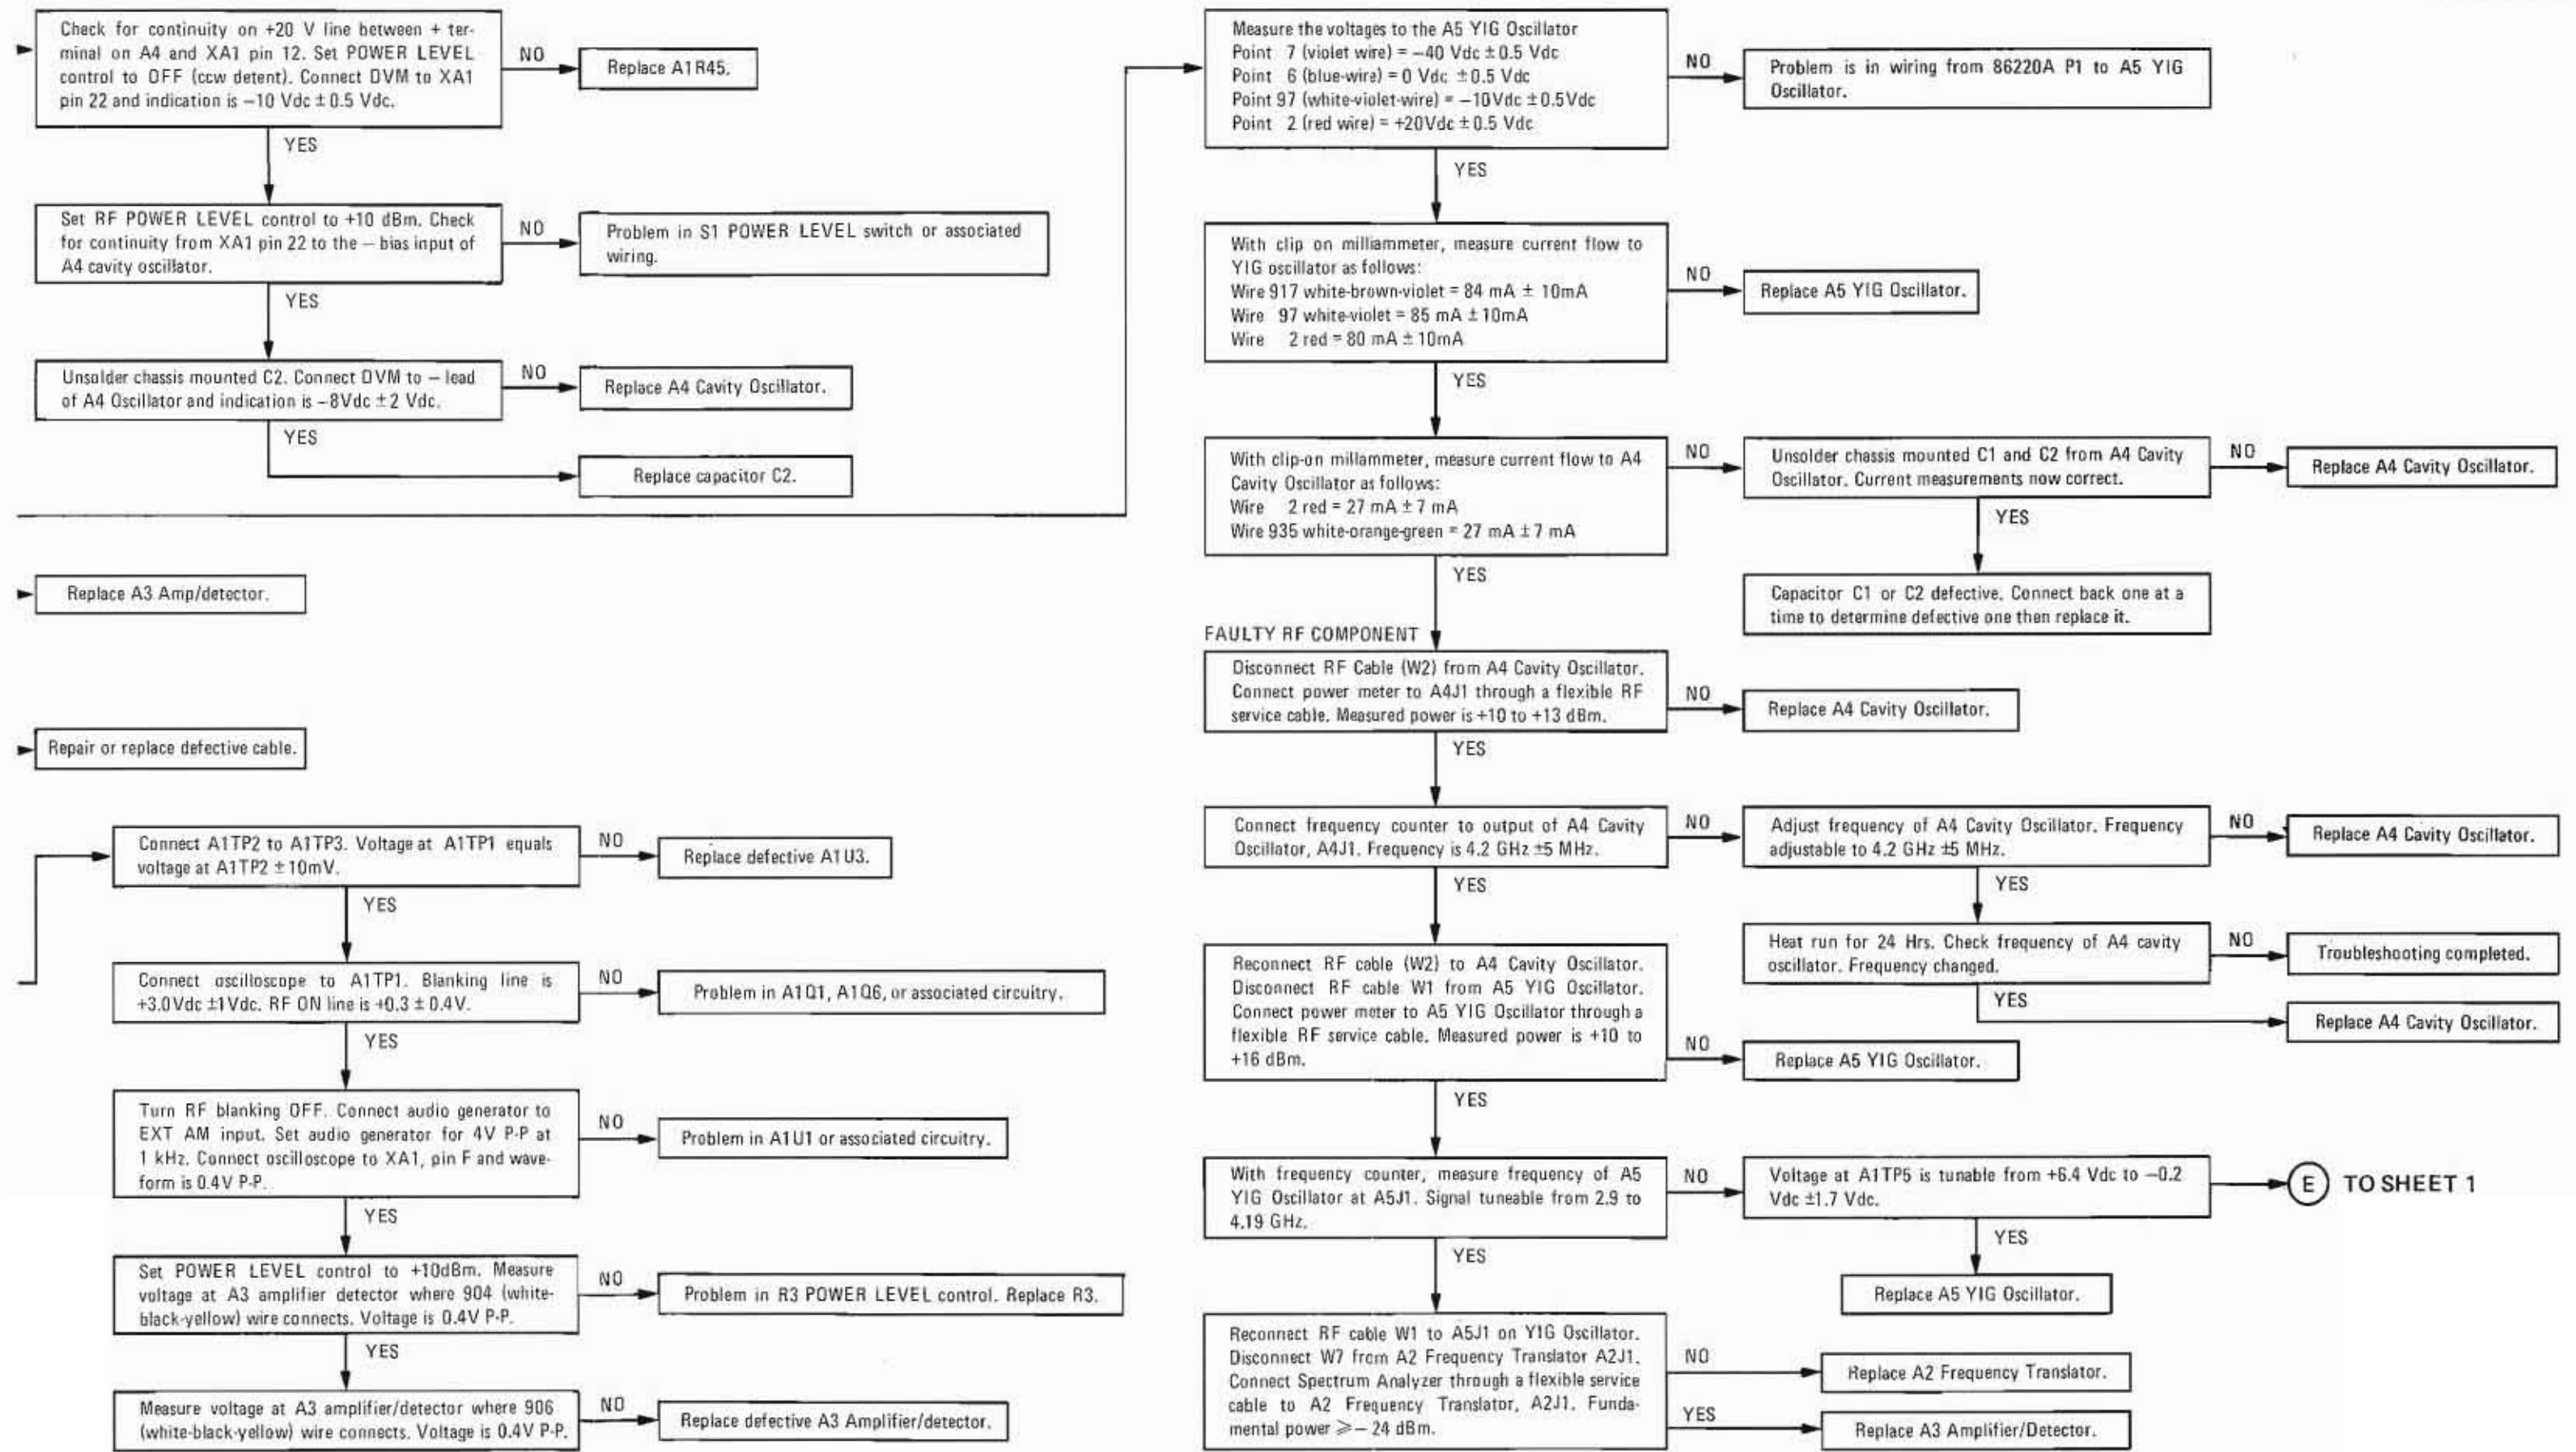 Check for continuity on +20 V line between + ter-
minal on A4 and XA1 pin 12. Set POWER LEVEL
control to OFF (ccw detent). Connect DVM to XA1
pin 22 and indication is −10 Vdc ± 0.5 Vdc.
NO
Replace A1R45.
YES
Set RF POWER LEVEL control to +10 dBm. Check
for continuity from XA1 pin 22 to the − bias input of
A4 cavity oscillator.
NO
Problem in S1 POWER LEVEL switch or associated
wiring.
YES
Unsolder chassis mounted C2. Connect DVM to − lead
of A4 Oscillator and indication is −8Vdc ±2 Vdc.
NO
Replace A4 Cavity Oscillator.
YES
Replace capacitor C2.
Replace A3 Amp/detector.
Repair or replace defective cable.
Connect A1TP2 to A1TP3. Voltage at A1TP1 equals
voltage at A1TP2 ± 10mV.
NO
Replace defective A1U3.
YES
Connect oscilloscope to A1TP1. Blanking line is
+3.0Vdc ±1Vdc. RF ON line is +0.3 ± 0.4V.
NO
Problem in A1Q1, A1Q6, or associated circuitry.
YES
Turn RF blanking OFF. Connect audio generator to
EXT AM input. Set audio generator for 4V P-P at
1 kHz. Connect oscilloscope to XA1, pin F and wave-
form is 0.4V P-P.
NO
Problem in A1U1 or associated circuitry.
YES
Set POWER LEVEL control to +10dBm. Measure
voltage at A3 amplifier detector where 904 (white-
black-yellow) wire connects. Voltage is 0.4V P-P.
NO
Problem in R3 POWER LEVEL control. Replace R3.
YES
Measure voltage at A3 amplifier/detector where 906
(white-black-yellow) wire connects. Voltage is 0.4V P-P.
NO
Replace defective A3 Amplifier/detector.
Measure the voltages to the A5 YIG Oscillator
Point 7 (violet wire) = −40 Vdc ± 0.5 Vdc
Point 6 (blue-wire) = 0 Vdc ± 0.5 Vdc
Point 97 (white-violet-wire) = −10Vdc ±0.5Vdc
Point 2 (red wire) = +20Vdc ± 0.5 Vdc
NO
Problem is in wiring from 86220A P1 to A5 YIG
Oscillator.
YES
With clip on milliammeter, measure current flow to
YIG oscillator as follows:
Wire 917 white-brown-violet = 84 mA ± 10mA
Wire 97 white-violet = 85 mA ± 10mA
Wire 2 red = 80 mA ± 10mA
NO
Replace A5 YIG Oscillator.
YES
With clip-on millammeter, measure current flow to A4
Cavity Oscillator as follows:
Wire 2 red = 27 mA ± 7 mA
Wire 935 white-orange-green = 27 mA ± 7 mA
NO
Unsolder chassis mounted C1 and C2 from A4 Cavity
Oscillator. Current measurements now correct.
NO
Replace A4 Cavity Oscillator.
YES
Capacitor C1 or C2 defective. Connect back one at a
time to determine defective one then replace it.
YES
FAULTY RF COMPONENT
Disconnect RF Cable (W2) from A4 Cavity Oscillator.
Connect power meter to A4J1 through a flexible RF
service cable. Measured power is +10 to +13 dBm.
NO
Replace A4 Cavity Oscillator.
YES
Connect frequency counter to output of A4 Cavity
Oscillator, A4J1. Frequency is 4.2 GHz ±5 MHz.
NO
Adjust frequency of A4 Cavity Oscillator. Frequency
adjustable to 4.2 GHz ±5 MHz.
NO
Replace A4 Cavity Oscillator.
YES
Heat run for 24 Hrs. Check frequency of A4 cavity
oscillator. Frequency changed.
NO
Troubleshooting completed.
YES
Replace A4 Cavity Oscillator.
YES
Reconnect RF cable (W2) to A4 Cavity Oscillator.
Disconnect RF cable W1 from A5 YIG Oscillator.
Connect power meter to A5 YIG Oscillator through a
flexible RF service cable. Measured power is +10 to
+16 dBm.
NO
Replace A5 YIG Oscillator.
YES
With frequency counter, measure frequency of A5
YIG Oscillator at A5J1. Signal tuneable from 2.9 to
4.19 GHz.
NO
Voltage at A1TP5 is tunable from +6.4 Vdc to −0.2
Vdc ±1.7 Vdc.
E TO SHEET 1
YES
Replace A5 YIG Oscillator.
YES
Reconnect RF cable W1 to A5J1 on YIG Oscillator.
Disconnect W7 from A2 Frequency Translator A2J1.
Connect Spectrum Analyzer through a flexible service
cable to A2 Frequency Translator, A2J1. Funda-
mental power ⩾ − 24 dBm.
NO
Replace A2 Frequency Translator.
YES
Replace A3 Amplifier/Detector.